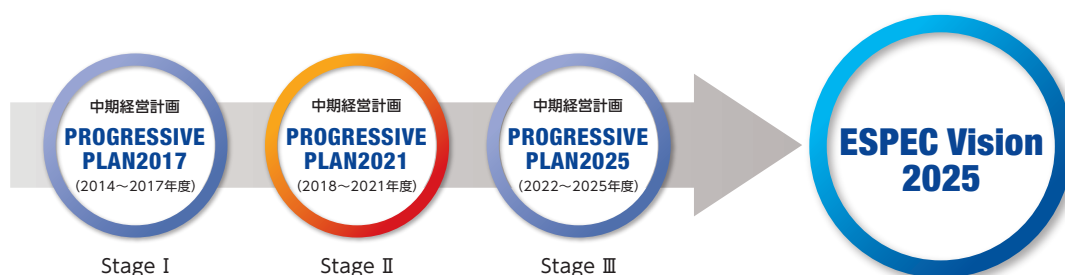 中期経営計画
PROGRESSIVE
PLAN2017
(2014～2017年度)
Stage Ⅰ
中期経営計画
PROGRESSIVE
PLAN2021
(2018～2021年度)
Stage Ⅱ
中期経営計画
PROGRESSIVE
PLAN2025
(2022～2025年度)
Stage Ⅲ
ESPEC Vision
2025